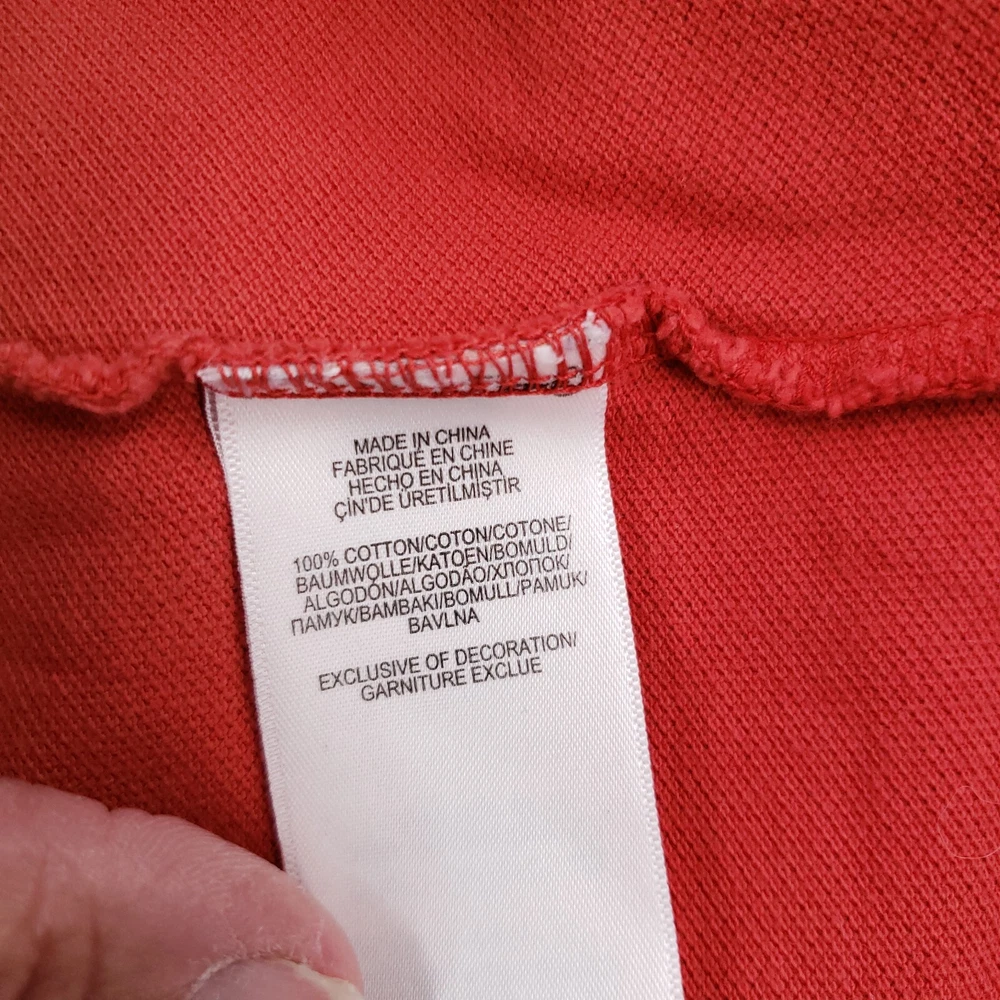 MADE IN CHINA
FABRIQUÉ EN CHINE
HECHO EN CHINA
ÇİN'DE ÜRETİLMİŞTİR
100% COTTON/COTON/COTONE/
BAUMWOLLE/KATOEN/BOMULD/
ALGODÓN/ALGODÃO/ХЛОПОК/
ПАМУК/BAMBAKI/BOMULL/PAMUK/
BAVLNA
EXCLUSIVE OF DECORATION/
GARNITURE EXCLUE